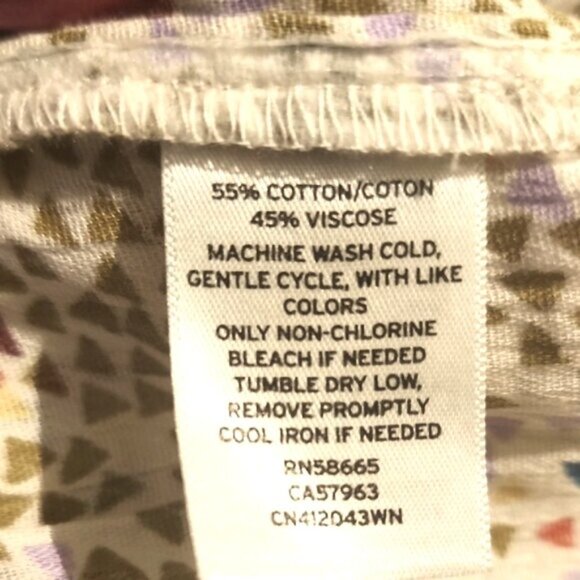 55% COTTON/COTON
45% VISCOSE
MACHINE WASH COLD,
GENTLE CYCLE, WITH LIKE
COLORS
ONLY NON-CHLORINE
BLEACH IF NEEDED
TUMBLE DRY LOW,
REMOVE PROMPTLY
COOL IRON IF NEEDED
RN58665
CA57963
CN412043WN